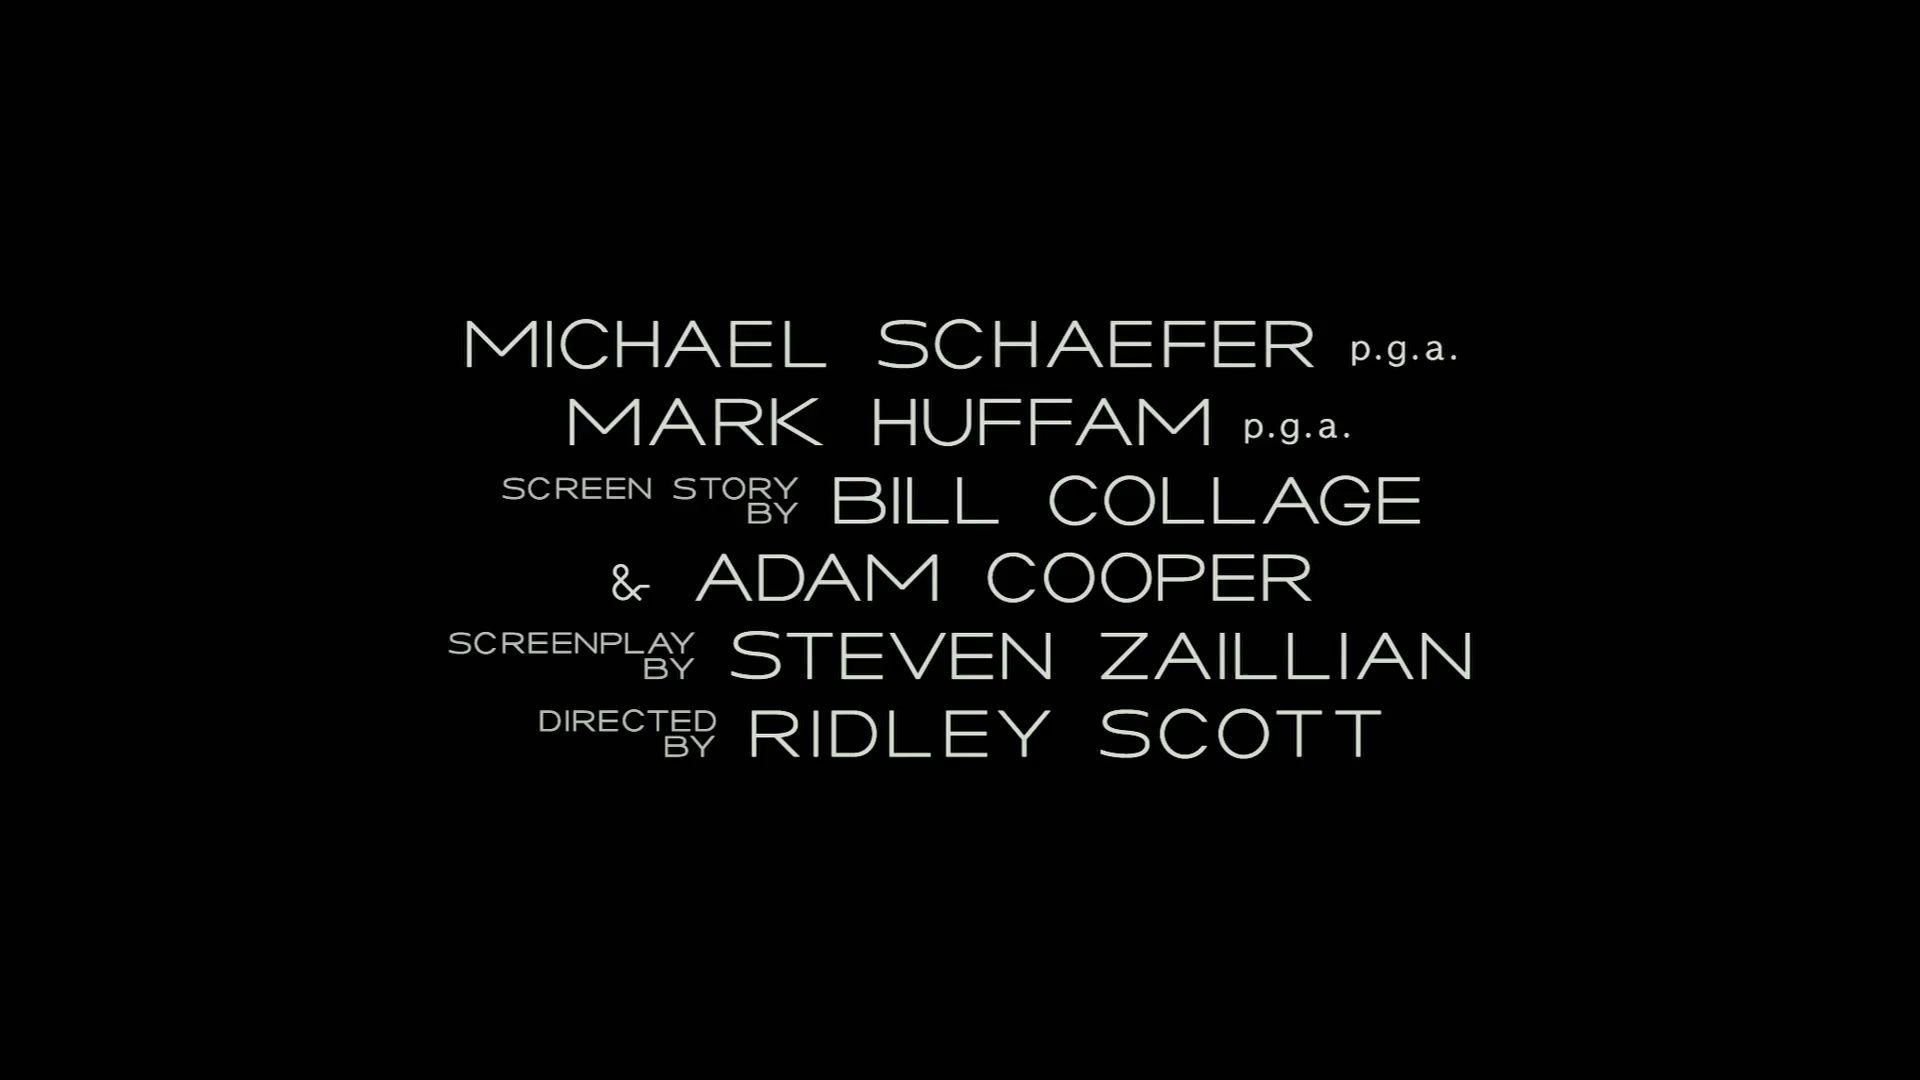 MICHAEL SCHAEFER p.g.a.
MARK HUFFAM p.g.a.
SCREEN STORY BY BILL COLLAGE
& ADAM COOPER
SCREENPLAY BY STEVEN ZAILLIAN
DIRECTED BY RIDLEY SCOTT